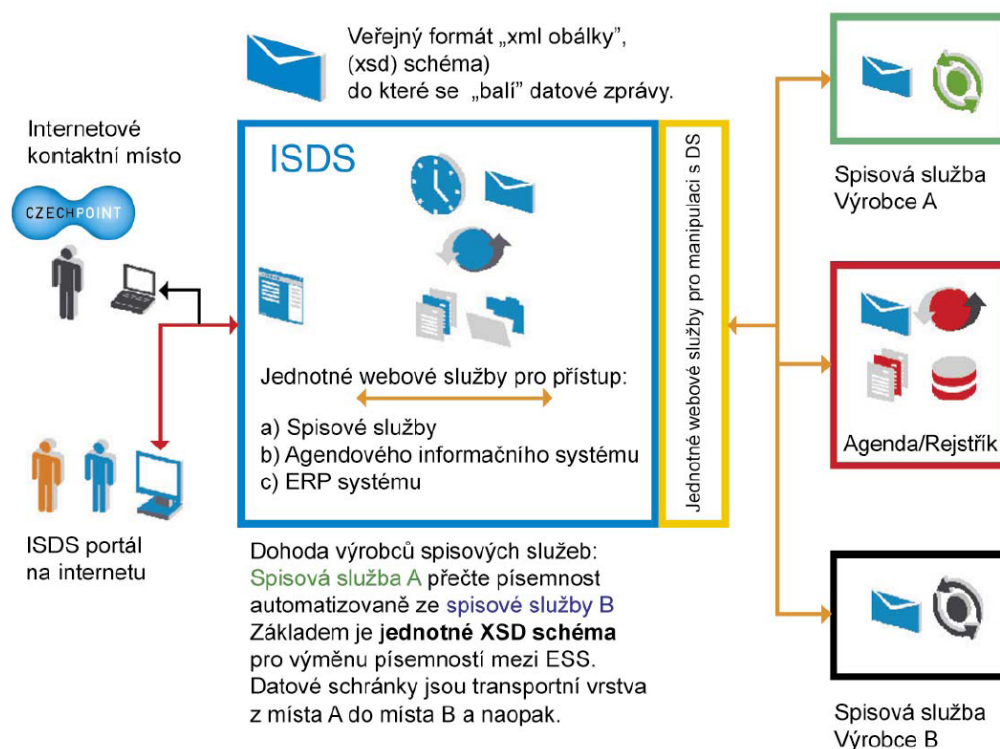 Veřejný formát „xml obálky",
(xsd) schéma)
do které se „balí" datové zprávy.
Internetové
kontaktní místo
CZECHPOINT
ISDS
Jednotné webové služby pro přístup:
a) Spisové služby
b) Agendového informačního systému
c) ERP systému
Jednotné webové služby pro manipulaci s DS
Spisová služba
Výrobce A
Agenda/Rejstřík
Spisová služba
Výrobce B
ISDS portál
na internetu
Dohoda výrobců spisových služeb:
Spisová služba A přečte písemnost
automatizovaně ze spisové služby B
Základem je jednotné XSD schéma
pro výměnu písemností mezi ESS.
Datové schránky jsou transportní vrstva
z místa A do místa B a naopak.